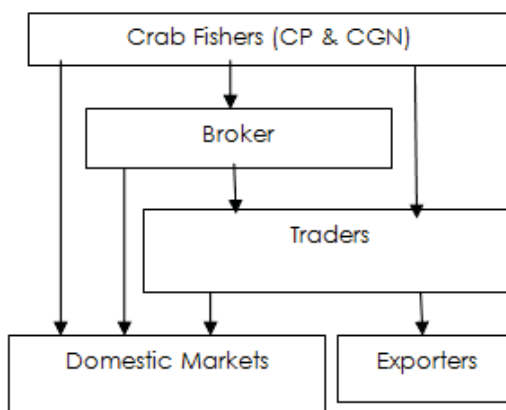 Crab Fishers (CP & CGN)
Broker
Traders
Domestic Markets
Exporters